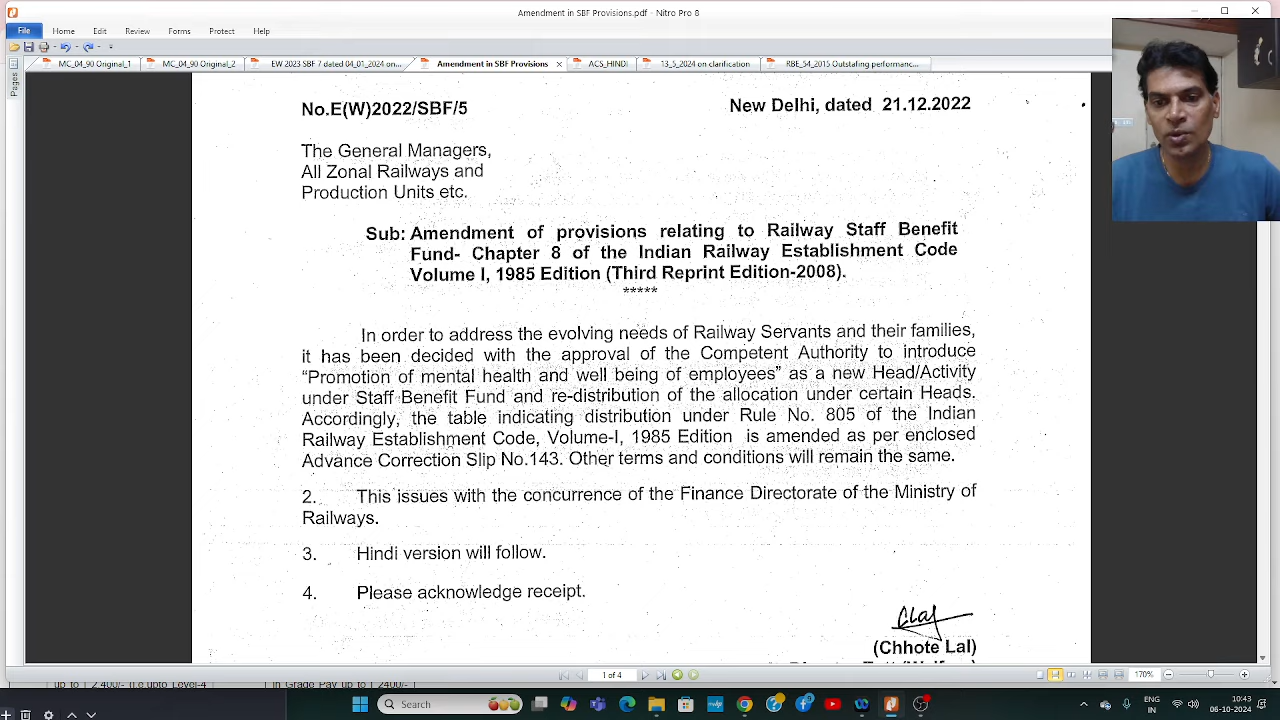 Amendment in SBF Provisions.pdf - Nitro Pro 8
File Home Edit Review Forms Protect Help
MC_04_90 Original_1
MC_04_90 Original_2
EW 2023 SBF 7 dated 04_01_2024 on...
Amendment in SBF Provisions
ACS_HINDI
13_5_2024 on clarification
RBE_54_2015 Outstating performanc...
Pages
No.E(W)2022/SBF/5 New Delhi, dated 21.12.2022
The General Managers,
All Zonal Railways and
Production Units etc.
Sub: Amendment of provisions relating to Railway Staff Benefit
Fund- Chapter 8 of the Indian Railway Establishment Code
Volume I, 1985 Edition (Third Reprint Edition-2008).
*****
In order to address the evolving needs of Railway Servants and their families,
it has been decided with the approval of the Competent Authority to introduce
“Promotion of mental health and well being of employees” as a new Head/Activity
under Staff Benefit Fund and re-distribution of the allocation under certain Heads.
Accordingly, the table indicating distribution under Rule No. 805 of the Indian
Railway Establishment Code, Volume-I, 1985 Edition is amended as per enclosed
Advance Correction Slip No.143. Other terms and conditions will remain the same.
2. This issues with the concurrence of the Finance Directorate of the Ministry of
Railways.
3. Hindi version will follow.
4. Please acknowledge receipt.
(Chhote Lal)
1 of 4
170%
Search
ENG
IN
10:43
06-10-2024